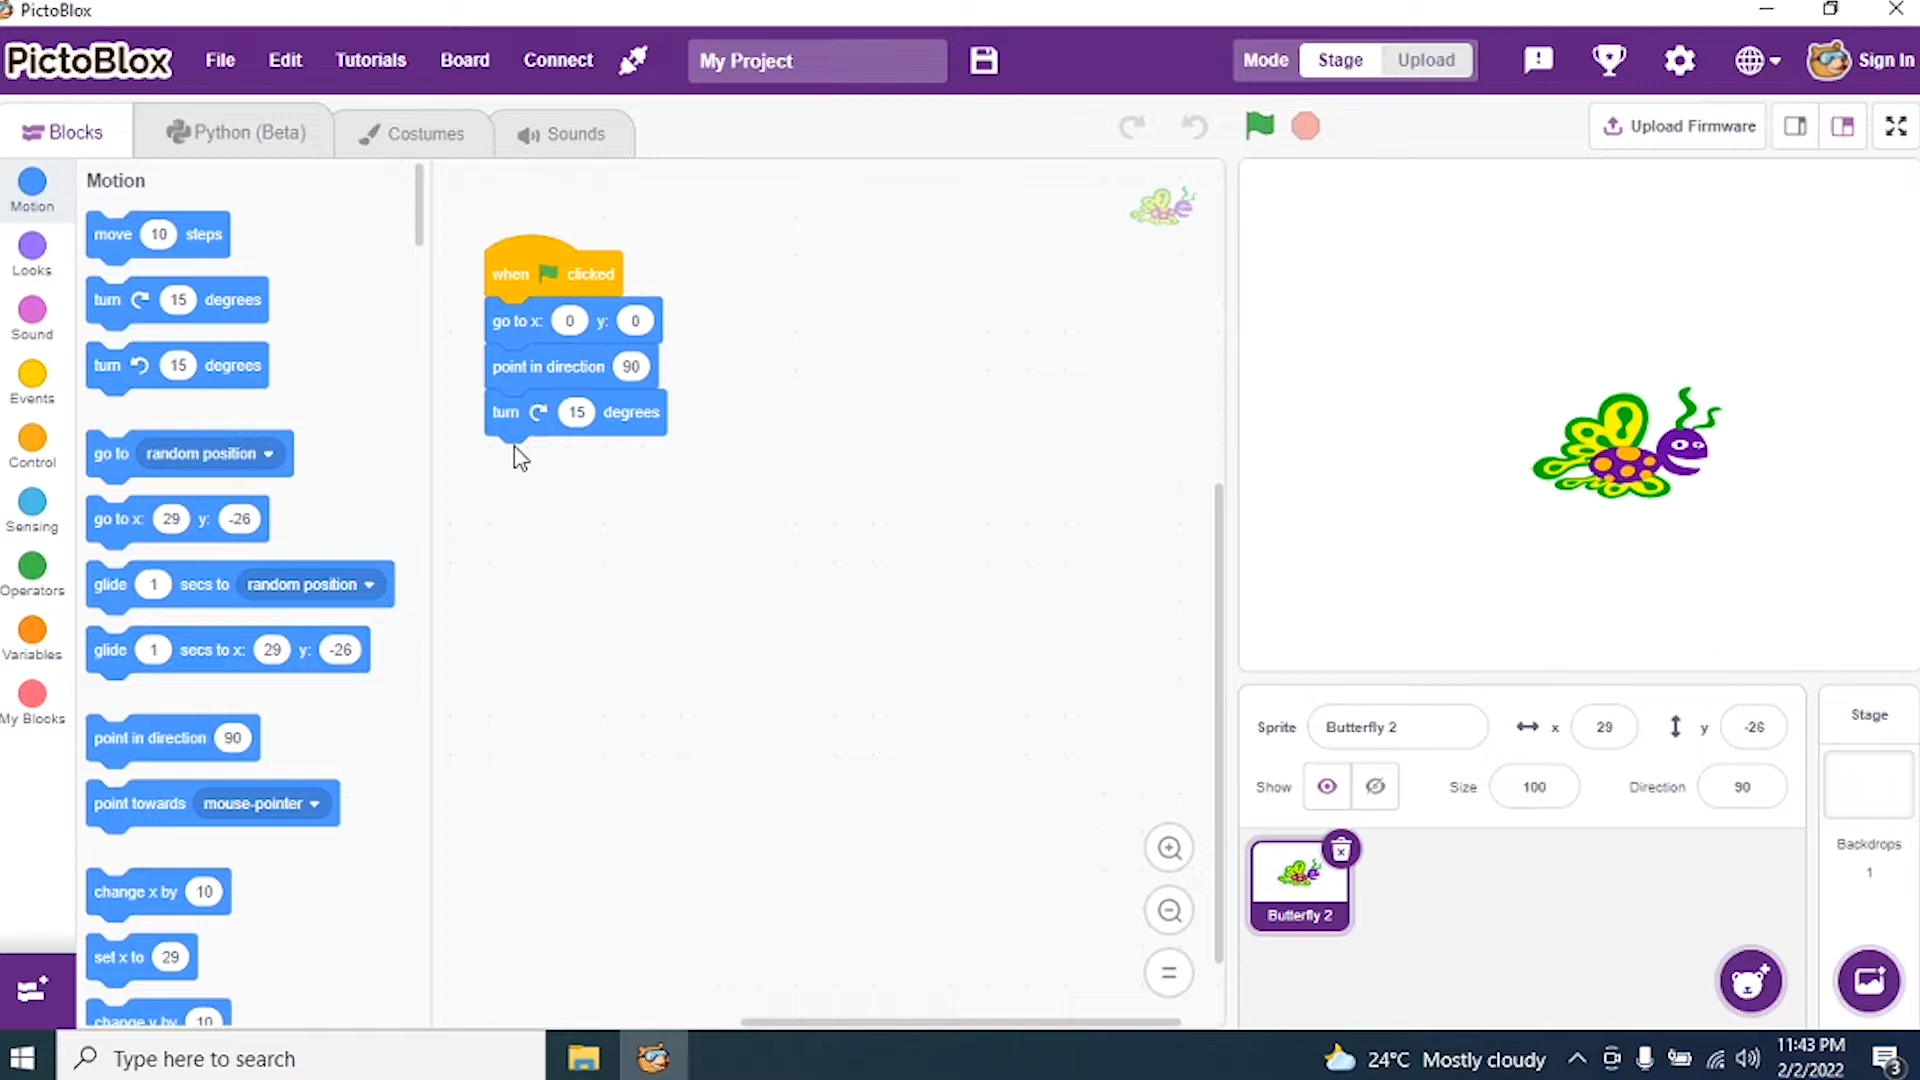 PictoBlox
PictoBlox File Edit Tutorials Board Connect My Project Mode Stage Upload Sign In
Blocks Python (Beta) Costumes Sounds Upload Firmware
Motion
Looks
Sound
Events
Control
Sensing
Operators
Variables
My Blocks
Motion
move 10 steps
turn 15 degrees
turn 15 degrees
go to random position
go to x: 29 y: -26
glide 1 secs to random position
glide 1 secs to x: 29 y: -26
point in direction 90
point towards mouse-pointer
change x by 10
set x to 29
change y by 10
when clicked
go to x: 0 y: 0
point in direction 90
turn 15 degrees
Sprite Butterfly 2 x 29 y -26
Show Size 100 Direction 90
Butterfly 2
Stage
Backdrops
1
Type here to search
24°C Mostly cloudy
11:43 PM
2/2/2022
3